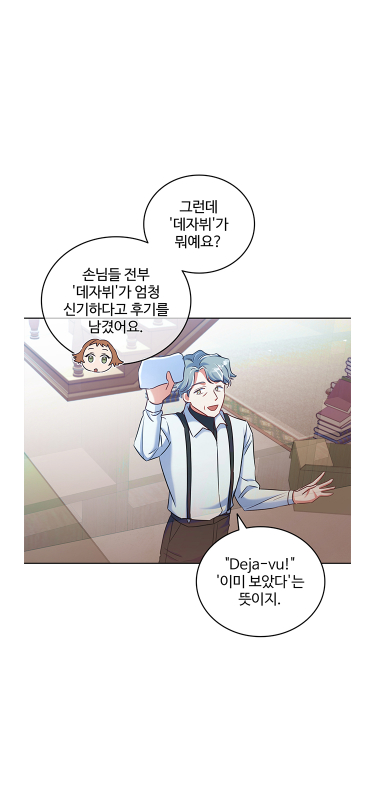 그런데
'데자뷔'가
뭐예요?
손님들 전부
'데자뷔'가 엄청
신기하다고 후기를
남겼어요.
"Deja-vu!"
'이미 보았다'는
뜻이지.